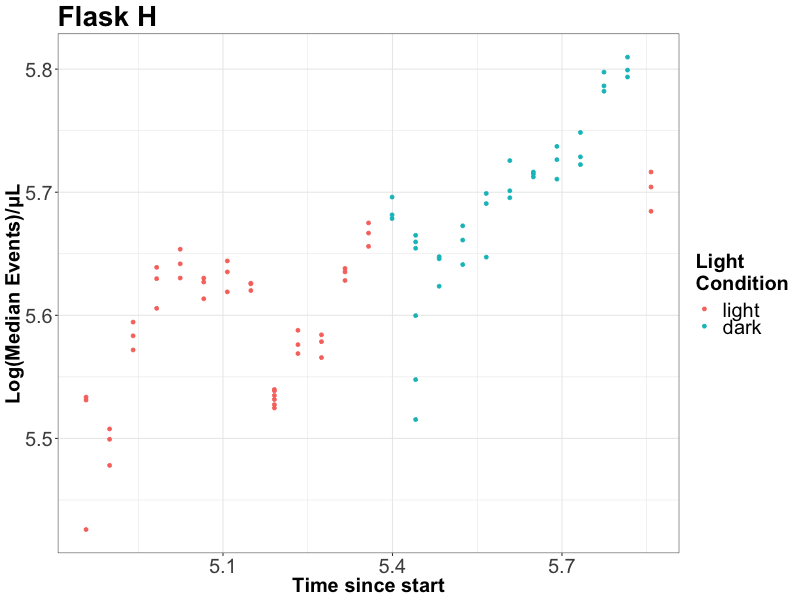 Flask H
Log(Median Events)/μL
5.8
5.7
5.6
5.5
5.1
5.4
5.7
Time since start
Light
Condition
light
dark